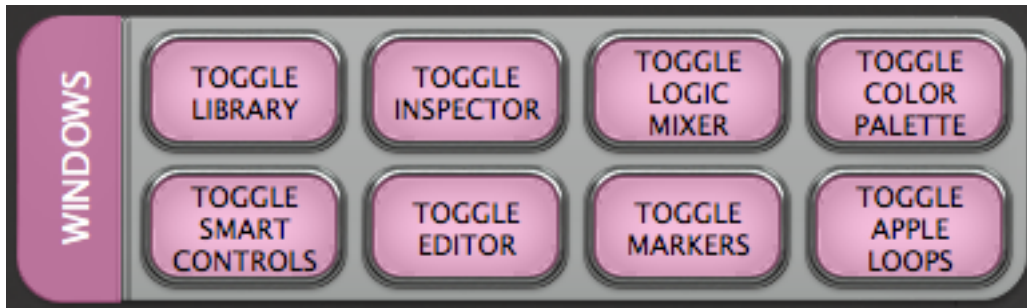 WINDOWS
TOGGLE
LIBRARY
TOGGLE
INSPECTOR
TOGGLE
LOGIC
MIXER
TOGGLE
COLOR
PALETTE
TOGGLE
SMART
CONTROLS
TOGGLE
EDITOR
TOGGLE
MARKERS
TOGGLE
APPLE
LOOPS